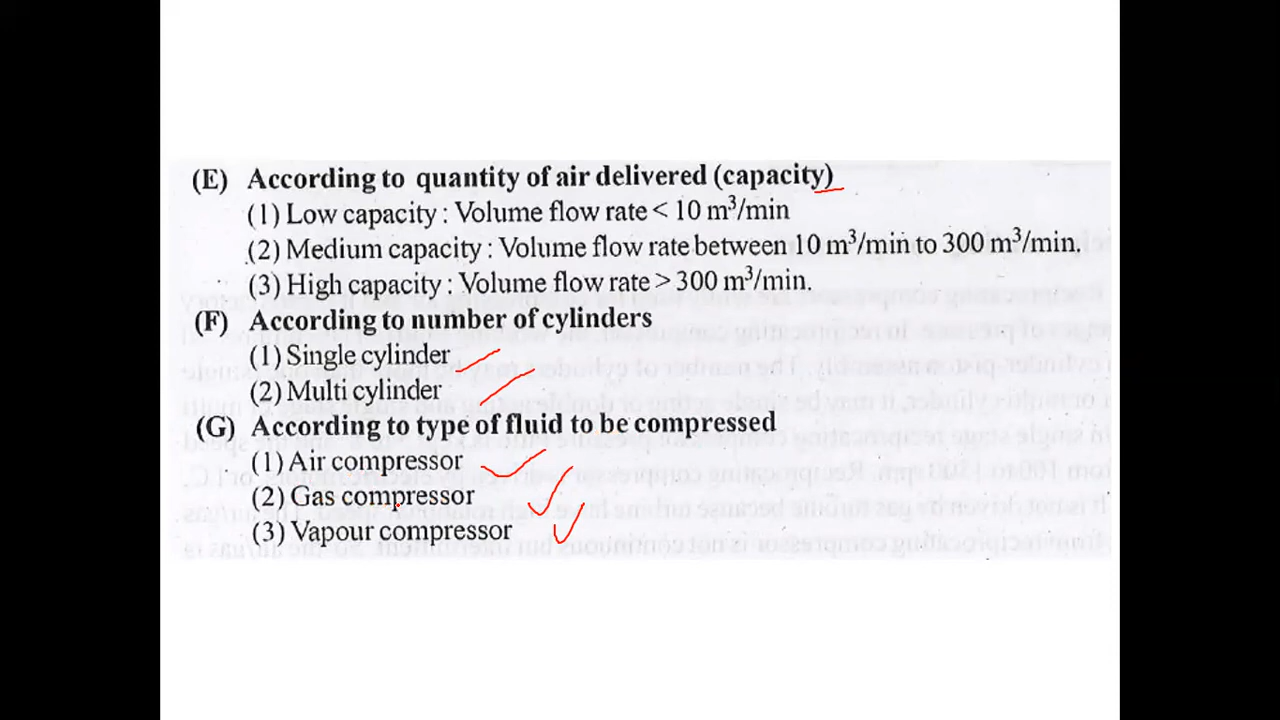 (E) According to quantity of air delivered (capacity)
(1) Low capacity : Volume flow rate < 10 m³/min
(2) Medium capacity : Volume flow rate between 10 m³/min to 300 m³/min.
(3) High capacity : Volume flow rate > 300 m³/min.
(F) According to number of cylinders
(1) Single cylinder
(2) Multi cylinder
(G) According to type of fluid to be compressed
(1) Air compressor
(2) Gas compressor
(3) Vapour compressor